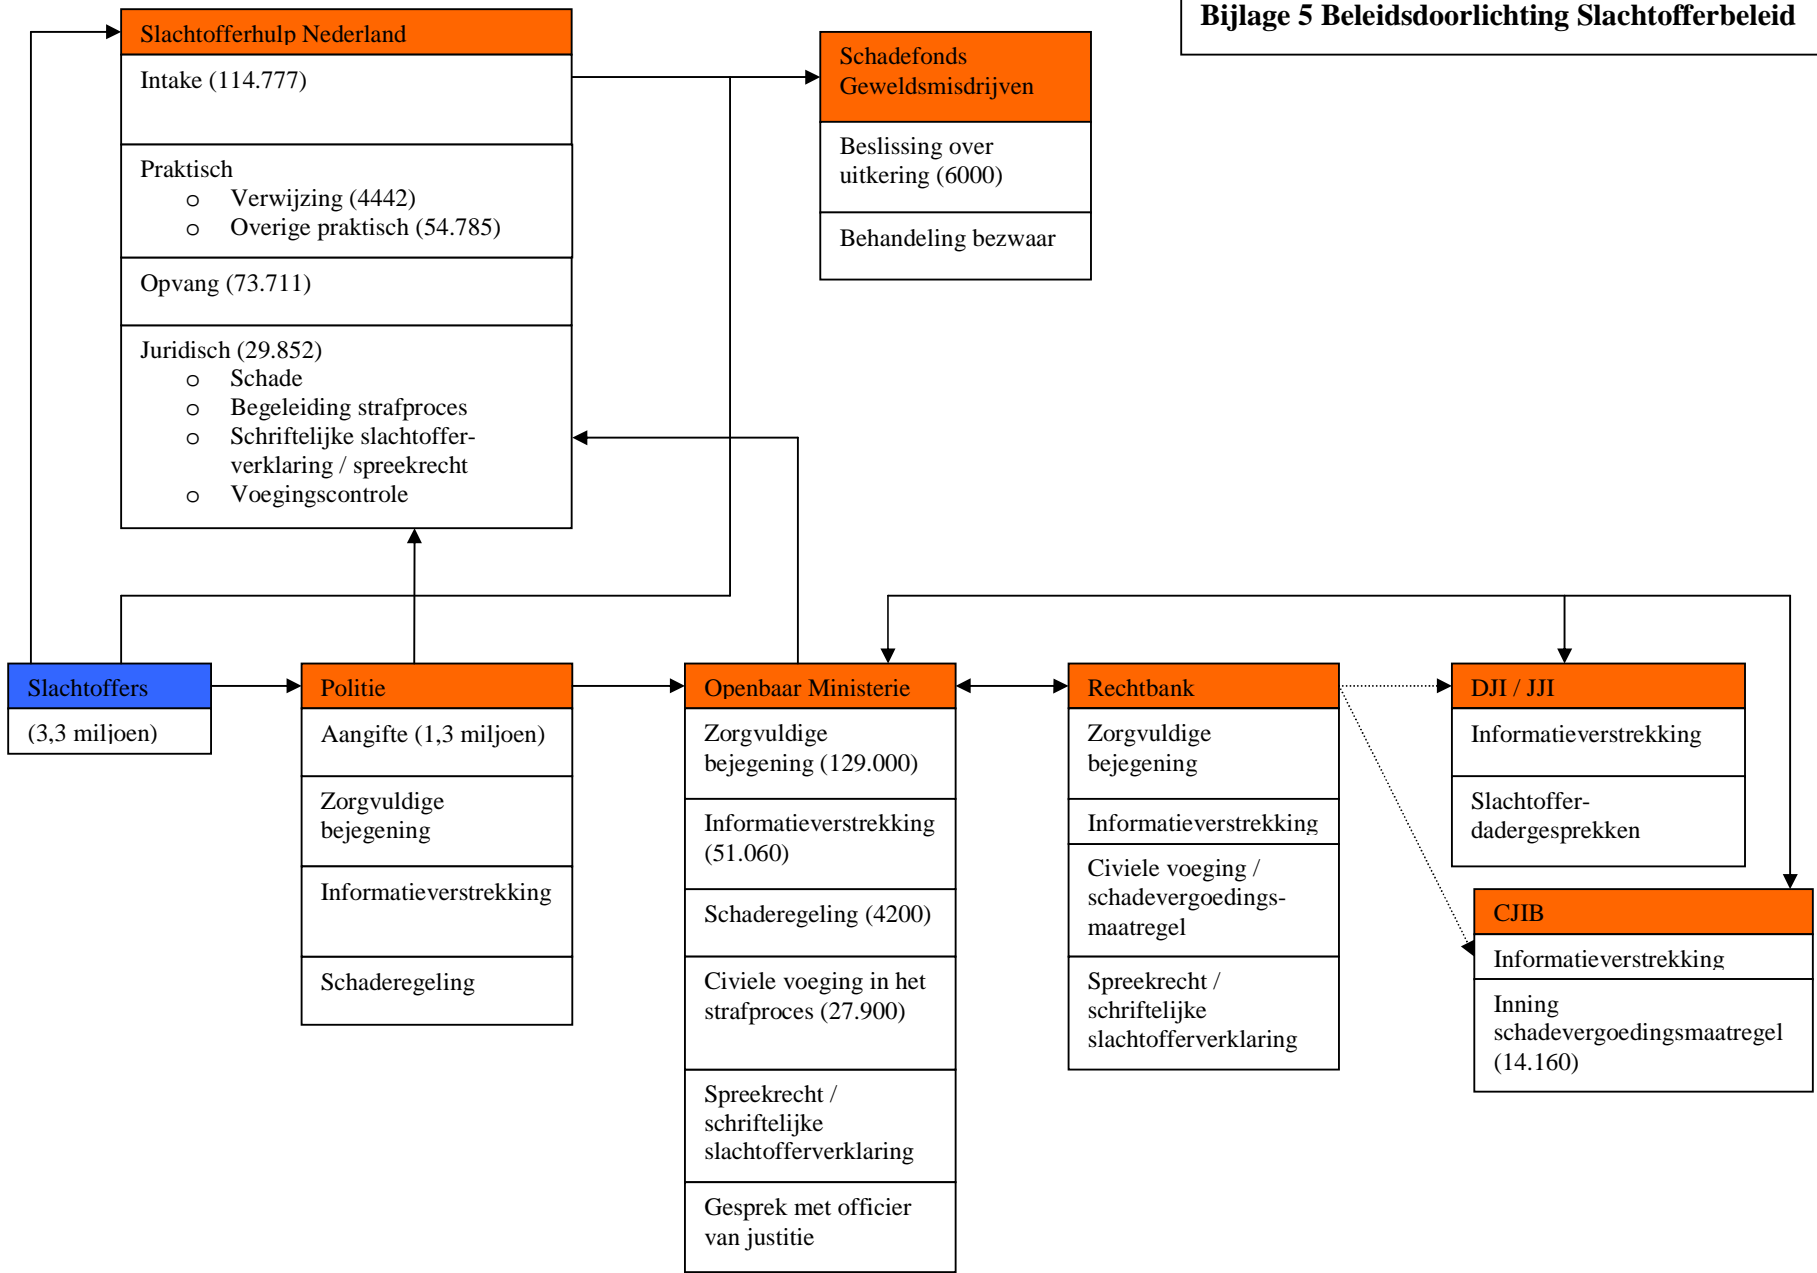 Bijlage 5 Beleidsdoorlichting Slachtofferbeleid
Slachtofferhulp Nederland
Intake (114.777)
Praktisch
o Verwijzing (4442)
o Overige praktisch (54.785)
Opvang (73.711)
Juridisch (29.852)
o Schade
o Begeleiding strafproces
o Schriftelijke slachtoffer-
verklaring / spreekrecht
o Voegingscontrole
Schadefonds
Geweldsmisdrijven
Beslissing over
uitkering (6000)
Behandeling bezwaar
Slachtoffers
(3,3 miljoen)
Politie
Aangifte (1,3 miljoen)
Zorgvuldige
bejegening
Informatieverstrekking
Schaderegeling
Openbaar Ministerie
Zorgvuldige
bejegening (129.000)
Informatieverstrekking
(51.060)
Schaderegeling (4200)
Civiele voeging in het
strafproces (27.900)
Spreekrecht /
schriftelijke
slachtofferverklaring
Gesprek met officier
van justitie
Rechtbank
Zorgvuldige
bejegening
Informatieverstrekking
Civiele voeging /
schadevergoedings-
maatregel
Spreekrecht /
schriftelijke
slachtofferverklaring
DJI / JJI
Informatieverstrekking
Slachtoffer-
dadergesprekken
CJIB
Informatieverstrekking
Inning
schadevergoedingsmaatregel
(14.160)